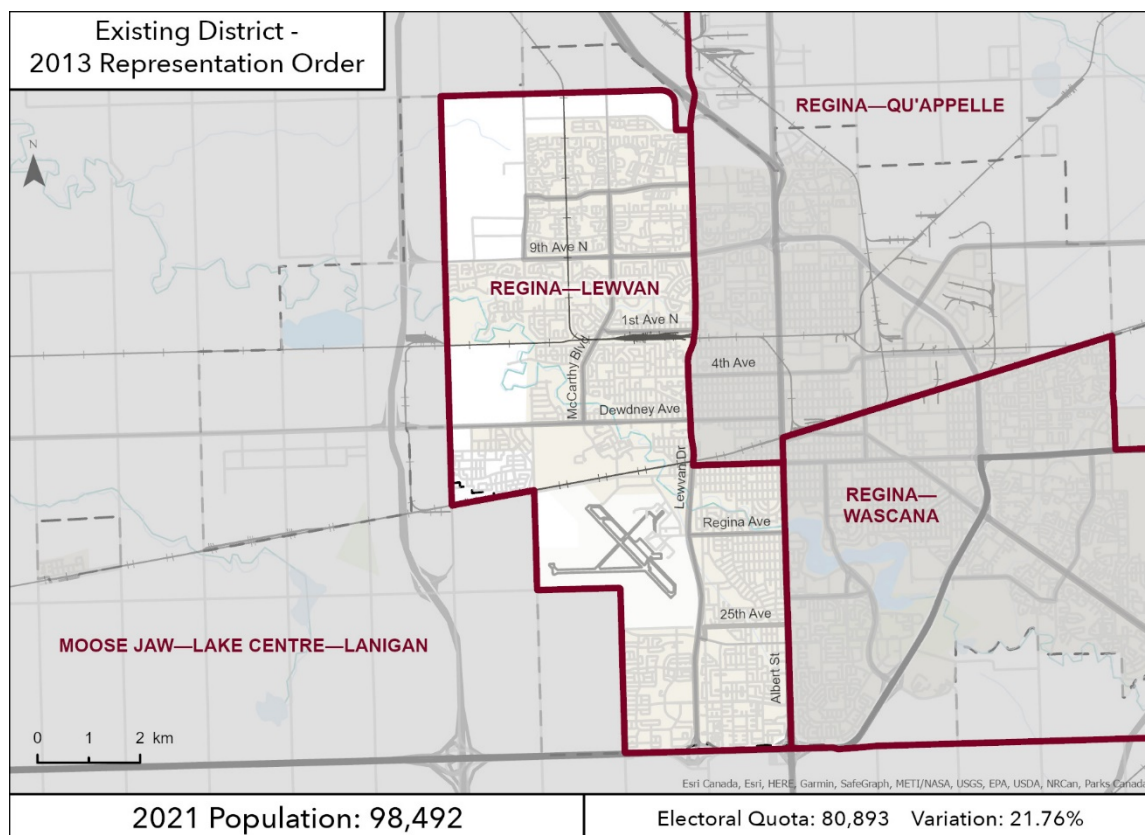 Existing District -
2013 Representation Order
REGINA—QU'APPELLE
N
9th Ave N
REGINA—LEWVAN
1st Ave N
McCarthy Blvd
4th Ave
Dewdney Ave
Lewvan Dr
REGINA—
WASCANA
Regina Ave
25th Ave
MOOSE JAW—LAKE CENTRE—LANIGAN
Albert St
0 1 2 km
Esri Canada, Esri, HERE, Garmin, SafeGraph, METI/NASA, USGS, EPA, USDA, NRCan, Parks Canada
2021 Population: 98,492
Electoral Quota: 80,893 Variation: 21.76%